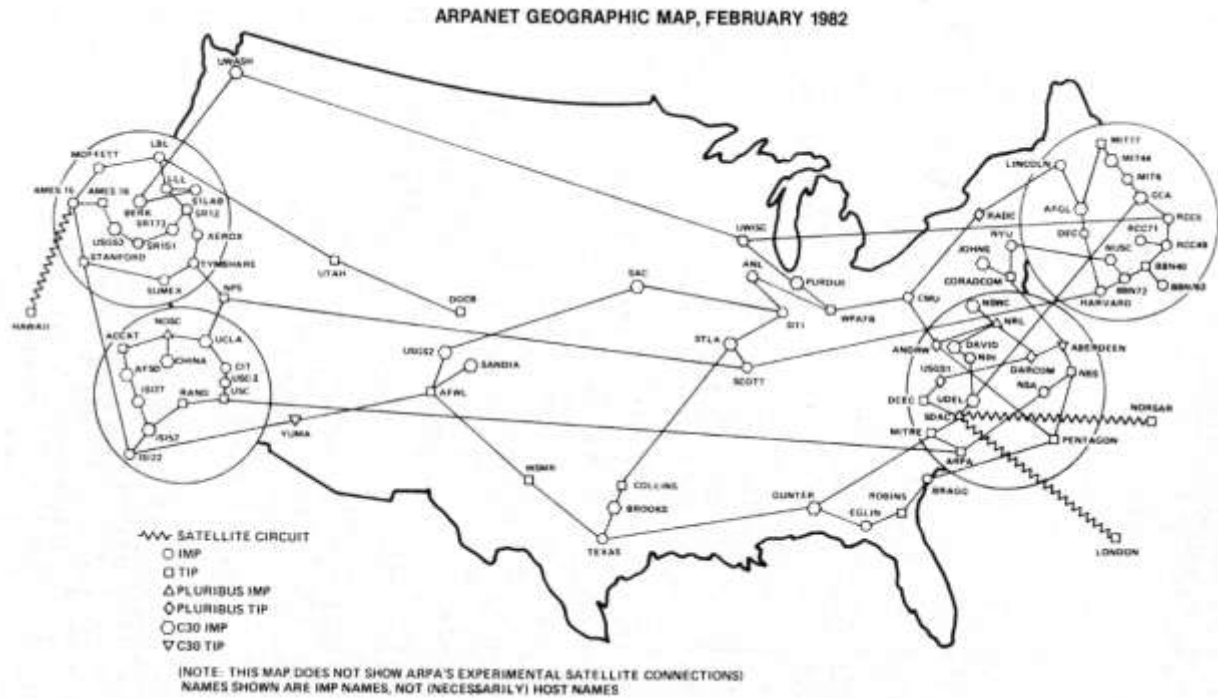 ARPANET GEOGRAPHIC MAP, FEBRUARY 1982
UWASH
MOFFETT
LBL
LLL
AMES 15
AMES 16
BERK
SRI2
USGS3
SRI51
XEROX
STANFORD
TYMSHARE
SUMEX
NPS
HAWAII
UTAH
DOCB
ACCAT
NOSC
UCLA
CHINA
AFSD
CIT
ISI27
RAND
USC
ISI52
ISI22
YUMA
USGS2
SANDIA
AFWL
SAC
ANL
UWISC
PURDUE
DTI
WPAFB
STLA
SCOTT
CMU
WSMR
COLLINS
BROOKS
TEXAS
GUNTER
EGLIN
ROBINS
BRAGG
LINCOLN
RADC
MIT77
MIT44
MIT6
CCA
RCC5
RCC71
RCC49
AFGL
DEC
NYU
JOHNS
CORADCOM
BBN40
BBN72
HARVARD
NSWC
NRL
ANDRW
DAVID
NIH
ABERDEEN
DARCOM
NBS
NSA
USGS1
DCEC
UDEL
SDAC
MITRE
ARPA
PENTAGON
NORSAR
LONDON
SATELLITE CIRCUIT
IMP
TIP
PLURIBUS IMP
PLURIBUS TIP
C30 IMP
C30 TIP
(NOTE: THIS MAP DOES NOT SHOW ARPA'S EXPERIMENTAL SATELLITE CONNECTIONS)
NAMES SHOWN ARE IMP NAMES, NOT (NECESSARILY) HOST NAMES